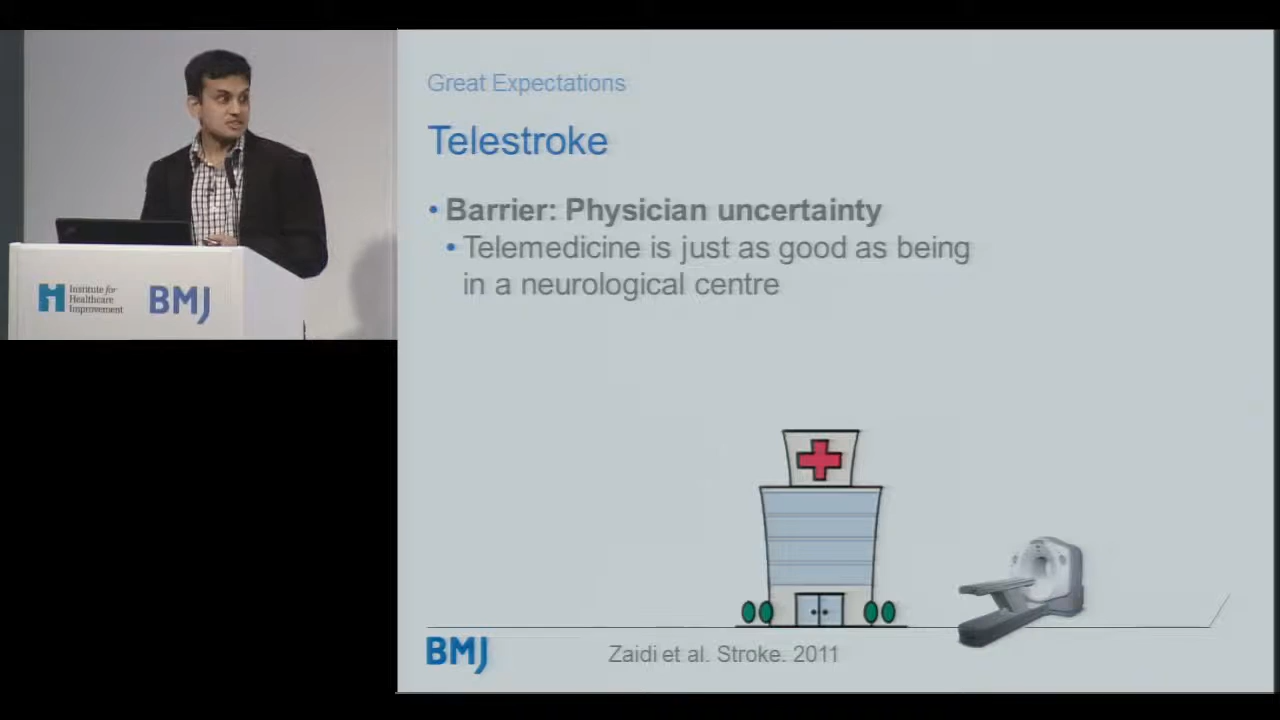 Great Expectations
Telestroke
• Barrier: Physician uncertainty
• Telemedicine is just as good as being
in a neurological centre
Institute for
Healthcare
Improvement
BMJ
BMJ
Zaidi et al. Stroke. 2011